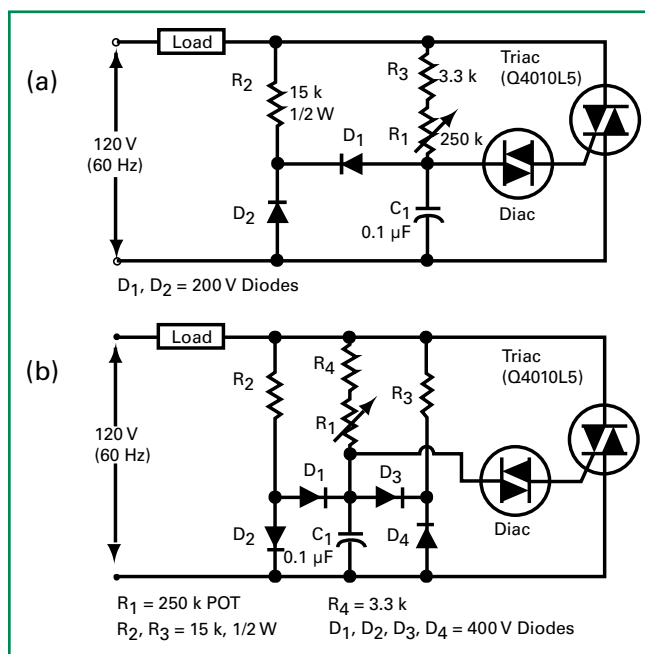 (a)
Load
Triac
(Q4010L5)
R2
15 k
1/2 W
R3
3.3 k
D1
R1
250 k
120 V
(60 Hz)
D2
C1
0.1 µF
Diac
D1, D2 = 200 V Diodes
(b)
Load
Triac
(Q4010L5)
R2
R4
R3
R1
120 V
(60 Hz)
D1
D3
D2
C1
0.1 µF
D4
Diac
R1 = 250 k POT
R4 = 3.3 k
R2, R3 = 15 k, 1/2 W
D1, D2, D3, D4 = 400 V Diodes